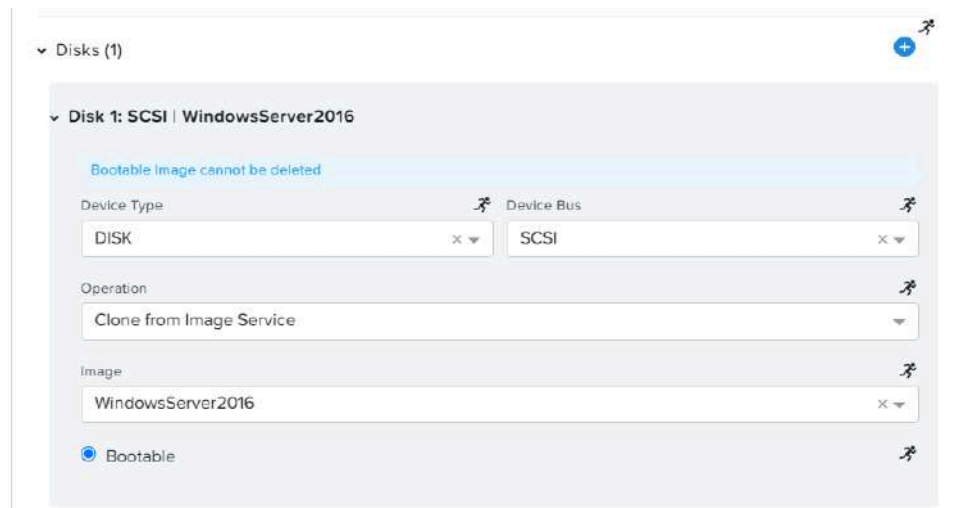 Disks (1)
Disk 1: SCSI | WindowsServer2016
Bootable Image cannot be deleted
Device Type
Device Bus
DISK
SCSI
Operation
Clone from Image Service
Image
WindowsServer2016
Bootable